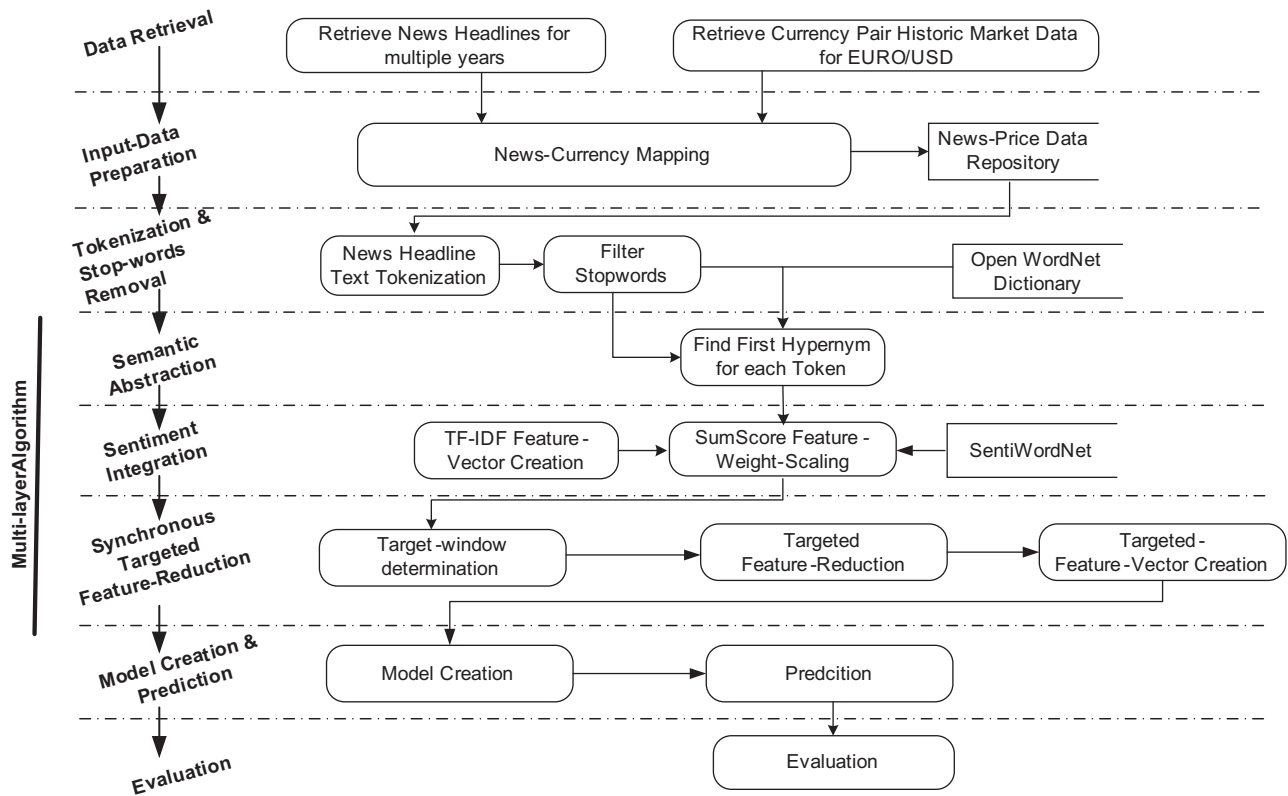 Data Retrieval
Retrieve News Headlines for
multiple years
Retrieve Currency Pair Historic Market Data
for EURO/USD
Input-Data
Preparation
News-Currency Mapping
News-Price Data
Repository
Tokenization &
Stop-words
Removal
News Headline
Text Tokenization
Filter
Stopwords
Open WordNet
Dictionary
Multi-layerAlgorithm
Semantic
Abstraction
Find First Hypernym
for each Token
Sentiment
Integration
TF-IDF Feature-
Vector Creation
SumScore Feature-
Weight-Scaling
SentiWordNet
Synchronous
Targeted
Feature-Reduction
Target-window
determination
Targeted
Feature-Reduction
Targeted-
Feature-Vector Creation
Model Creation &
Prediction
Model Creation
Predcition
Evaluation
Evaluation